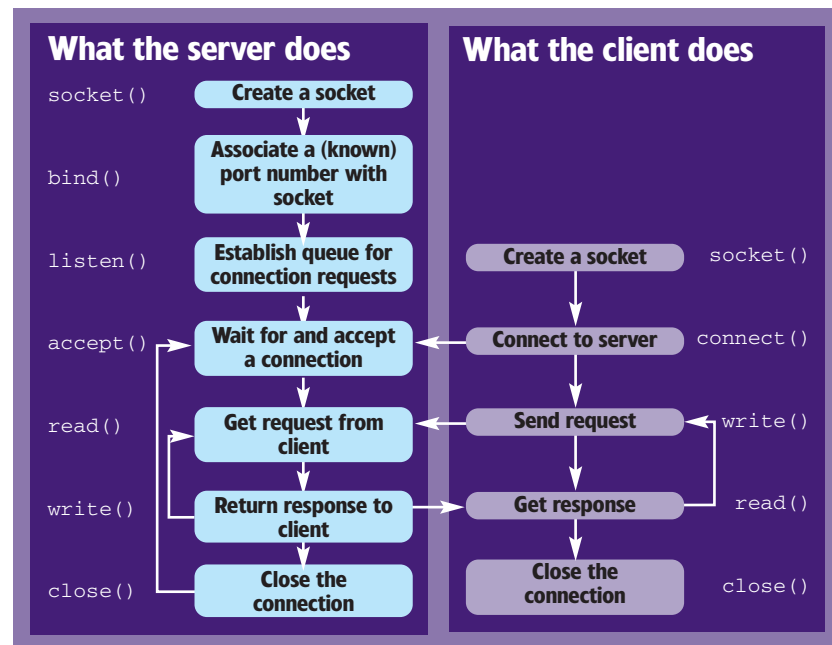 What the server does
socket()
Create a socket
bind()
Associate a (known)
port number with
socket
listen()
Establish queue for
connection requests
accept()
Wait for and accept
a connection
read()
Get request from
client
write()
Return response to
client
close()
Close the
connection
What the client does
Create a socket
socket()
Connect to server
connect()
Send request
write()
Get response
read()
Close the
connection
close()